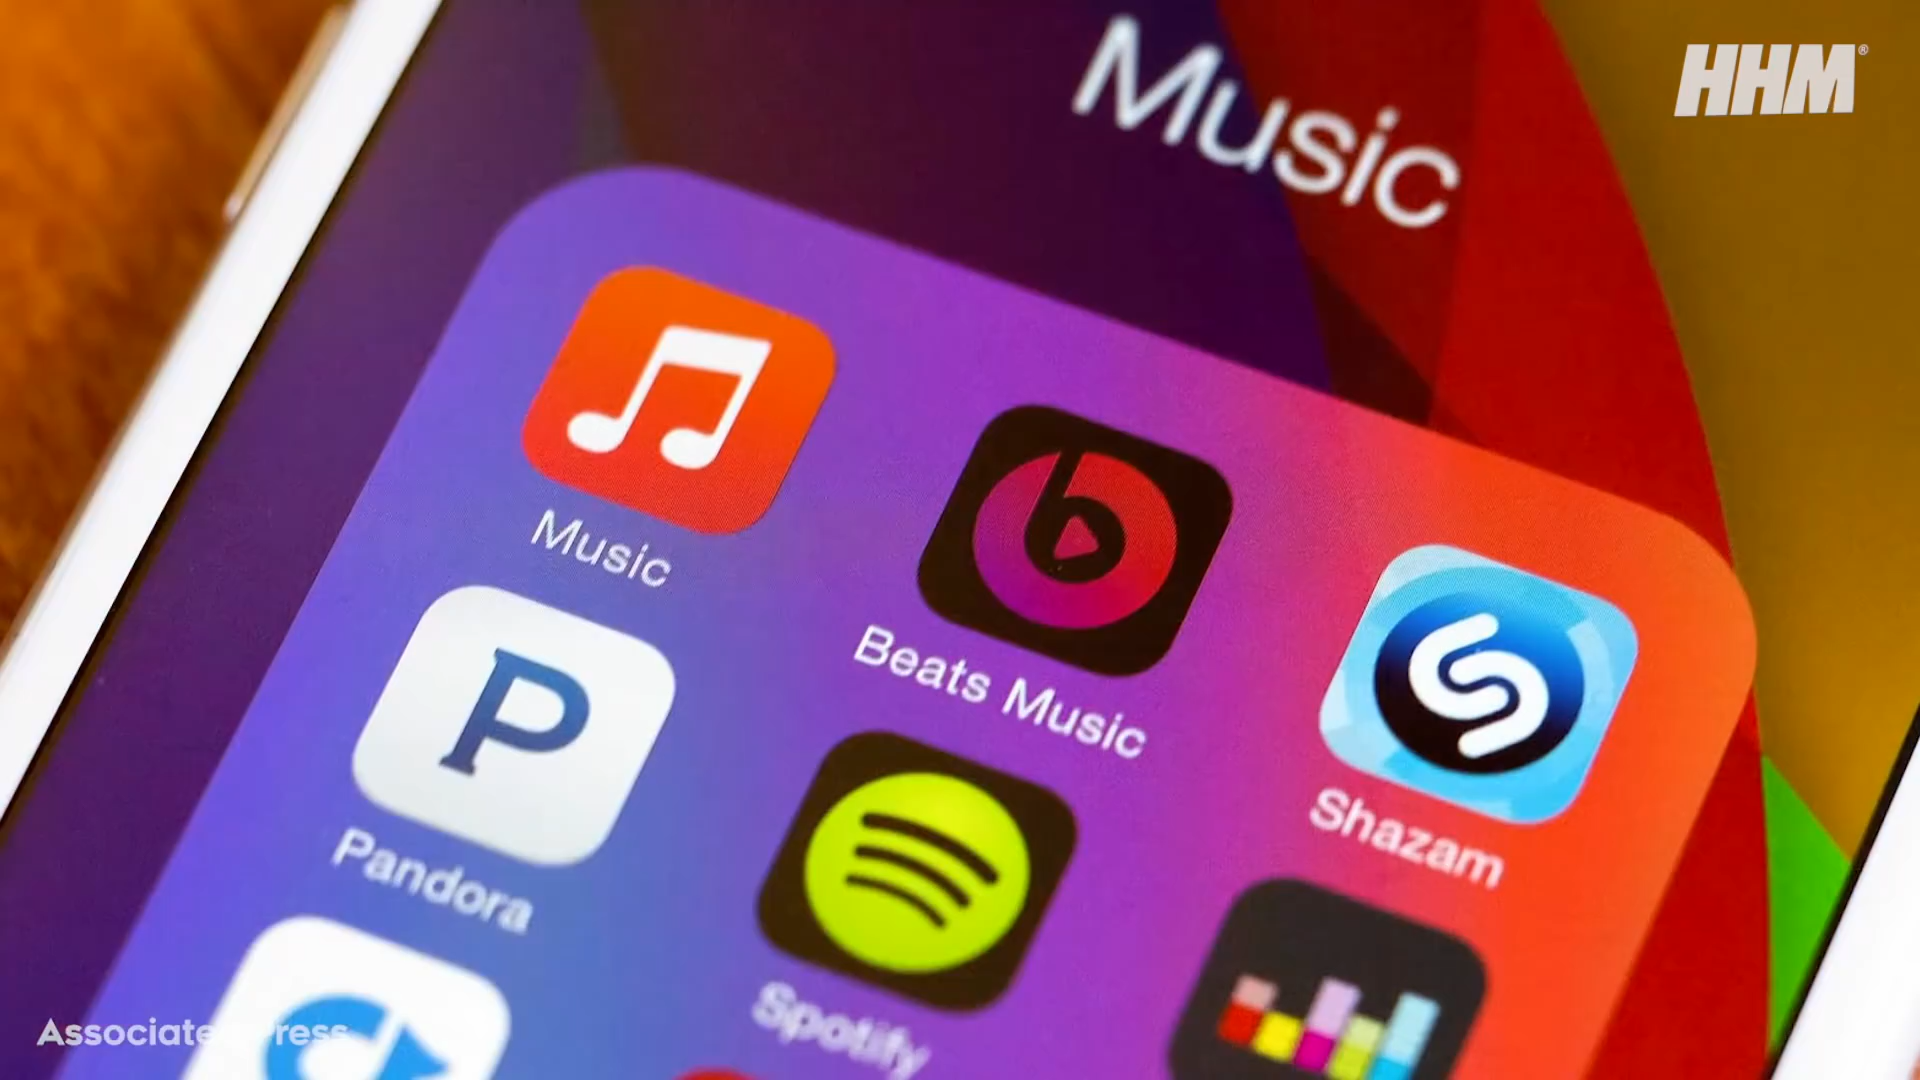 HHM®
Music
Music
Beats Music
Shazam
Pandora
Spotify
Associated Press